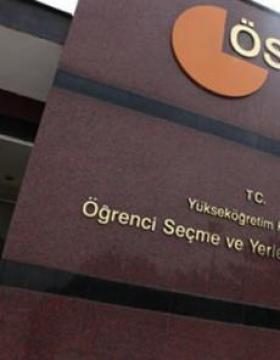 ÖS
T.C.
Yükseköğretim
Öğrenci Seçme ve Yerle